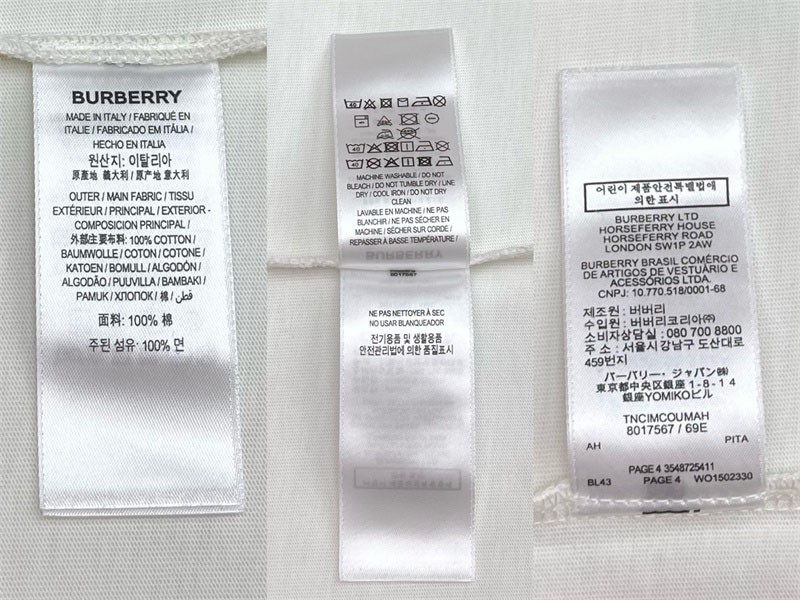 BURBERRY
MADE IN ITALY / FABRIQUÉ EN
ITALIE / FABRICADO EM ITÁLIA /
HECHO EN ITALIA
원산지: 이탈리아
原產地 義大利 / 原产地 意大利
OUTER / MAIN FABRIC / TISSU
EXTÉRIEUR / PRINCIPAL / EXTERIOR -
COMPOSICION PRINCIPAL /
外部主要布料: 100% COTTON /
BAUMWOLLE / COTON / COTONE /
KATOEN / BOMULL / ALGODÓN /
ALGODÃO / PUUVILLA / BAMBAKI /
PAMUK / ХЛОПОК / 棉 / قطن
面料: 100% 棉
주된 섬유: 100% 면
MACHINE WASHABLE / DO NOT
BLEACH / DO NOT TUMBLE DRY / LINE
DRY / COOL IRON / DO NOT DRY
CLEAN
LAVABLE EN MACHINE / NE PAS
BLANCHIR / NE PAS SÉCHER EN
MACHINE / SÉCHER SUR CORDE /
REPASSER À BASSE TEMPÉRATURE /
BURBERRY
8017567
NE PAS NETTOYER À SEC
NO USAR BLANQUEADOR
전기용품 및 생활용품
안전관리법에 의한 품질표시
어린이 제품안전특별법에
의한 표시
BURBERRY LTD
HORSEFERRY HOUSE
HORSEFERRY ROAD
LONDON SW1P 2AW
BURBERRY BRASIL COMÉRCIO
DE ARTIGOS DE VESTUÁRIO E
ACESSÓRIOS LTDA.
CNPJ: 10.770.518/0001-68
제조원 : 버버리
수입원 : 버버리코리아㈜
소비자상담실 : 080 700 8800
주 소 : 서울시 강남구 도산대로
459번지
バーバリー・ジャパン㈱
東京都中央区銀座 1 - 8 - 1 4
銀座YOMIKOビル
TNCIMCOUMAH
8017567 / 69E
AH PITA
PAGE 4 3548725411
BL43 PAGE 4 WO1502330